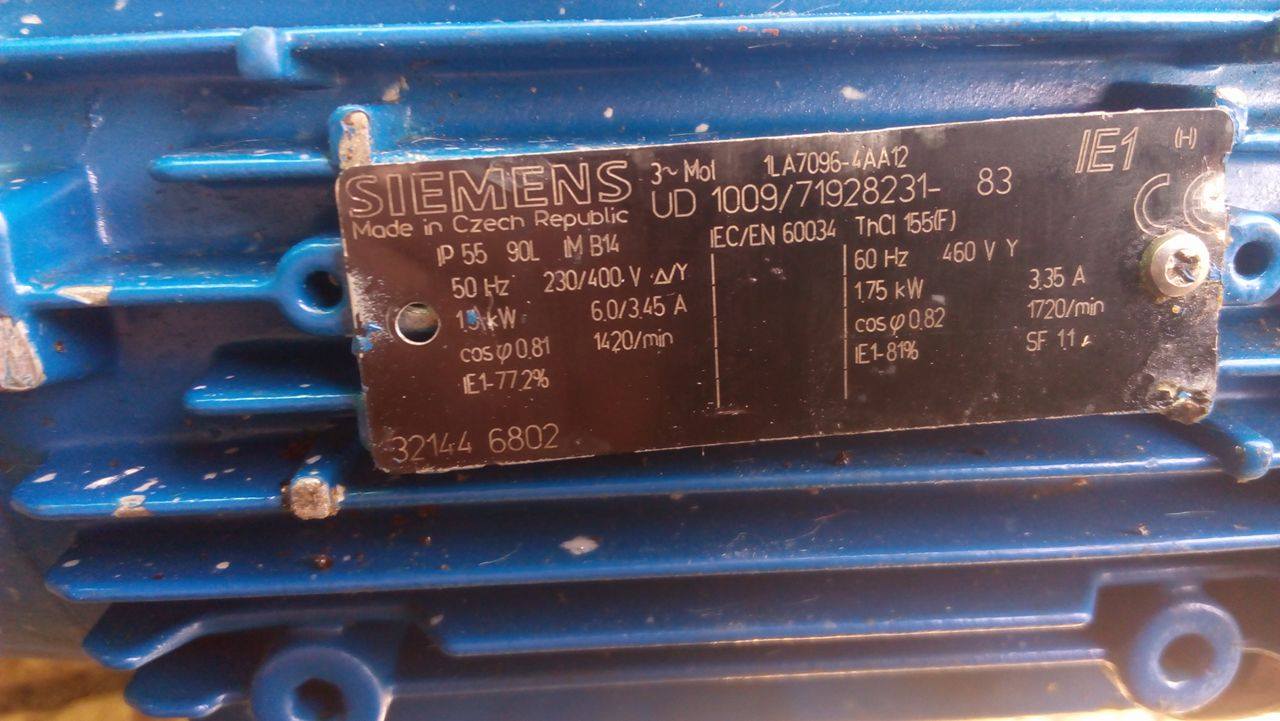 SIEMENS 3~ Mot 1LA7096-4AA12 IE1 (H)
Made in Czech Republic UD 1009/71928231- 83 CE
IP 55 90L IM B14 IEC/EN 60034 ThCl 155(F)
50 Hz 230/400 V Δ/Y 60 Hz 460 V Y
kW 6.0/3.45 A 1.75 kW 3.35 A
cosφ 0.81 1420/min cosφ 0.82 1720/min
IE1-77.2% IE1-81% SF 1.1
32144 6802